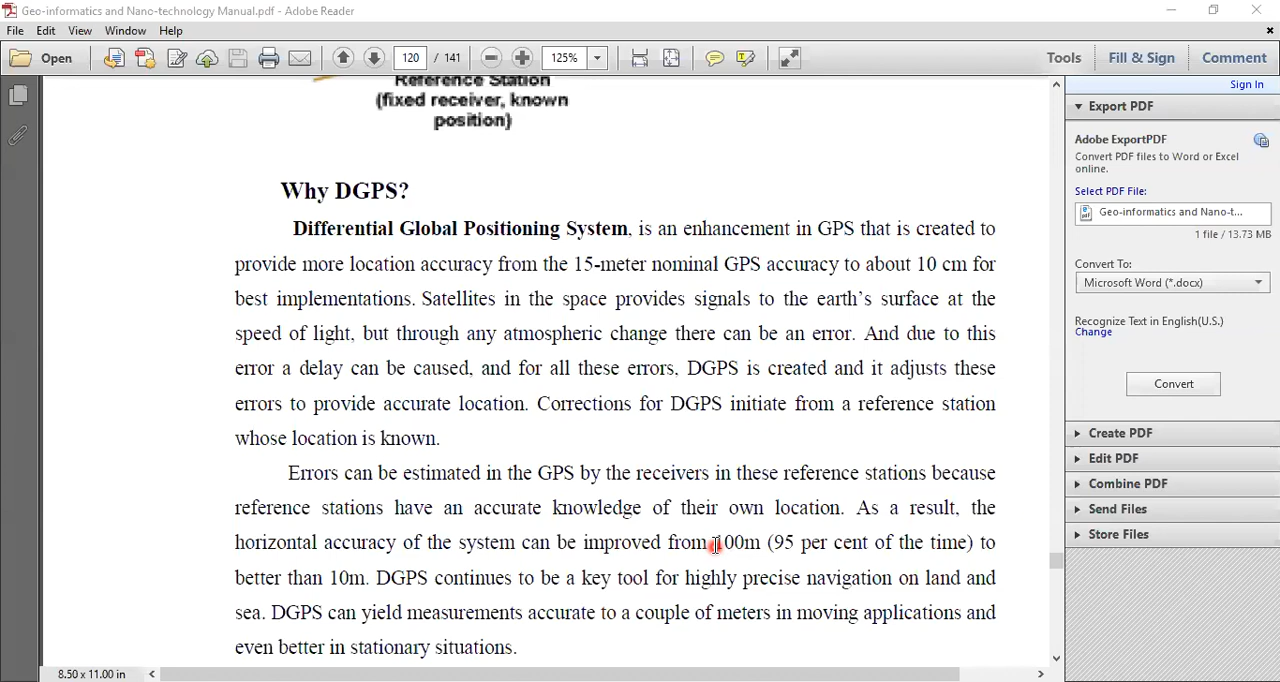 Geo-informatics and Nano-technology Manual.pdf - Adobe Reader
File Edit View Window Help
Open 120 / 141 125% Tools Fill & Sign Comment
Reference Station
(fixed receiver, known
position)
Why DGPS?
Differential Global Positioning System, is an enhancement in GPS that is created to
provide more location accuracy from the 15-meter nominal GPS accuracy to about 10 cm for
best implementations. Satellites in the space provides signals to the earth's surface at the
speed of light, but through any atmospheric change there can be an error. And due to this
error a delay can be caused, and for all these errors, DGPS is created and it adjusts these
errors to provide accurate location. Corrections for DGPS initiate from a reference station
whose location is known.
Errors can be estimated in the GPS by the receivers in these reference stations because
reference stations have an accurate knowledge of their own location. As a result, the
horizontal accuracy of the system can be improved from 100m (95 per cent of the time) to
better than 10m. DGPS continues to be a key tool for highly precise navigation on land and
sea. DGPS can yield measurements accurate to a couple of meters in moving applications and
even better in stationary situations.
8.50 x 11.00 in
Sign In
Export PDF
Adobe ExportPDF
Convert PDF files to Word or Excel
online.
Select PDF File:
Geo-informatics and Nano-t...
1 file / 13.73 MB
Convert To:
Microsoft Word (*.docx)
Recognize Text in English(U.S.)
Change
Convert
Create PDF
Edit PDF
Combine PDF
Send Files
Store Files